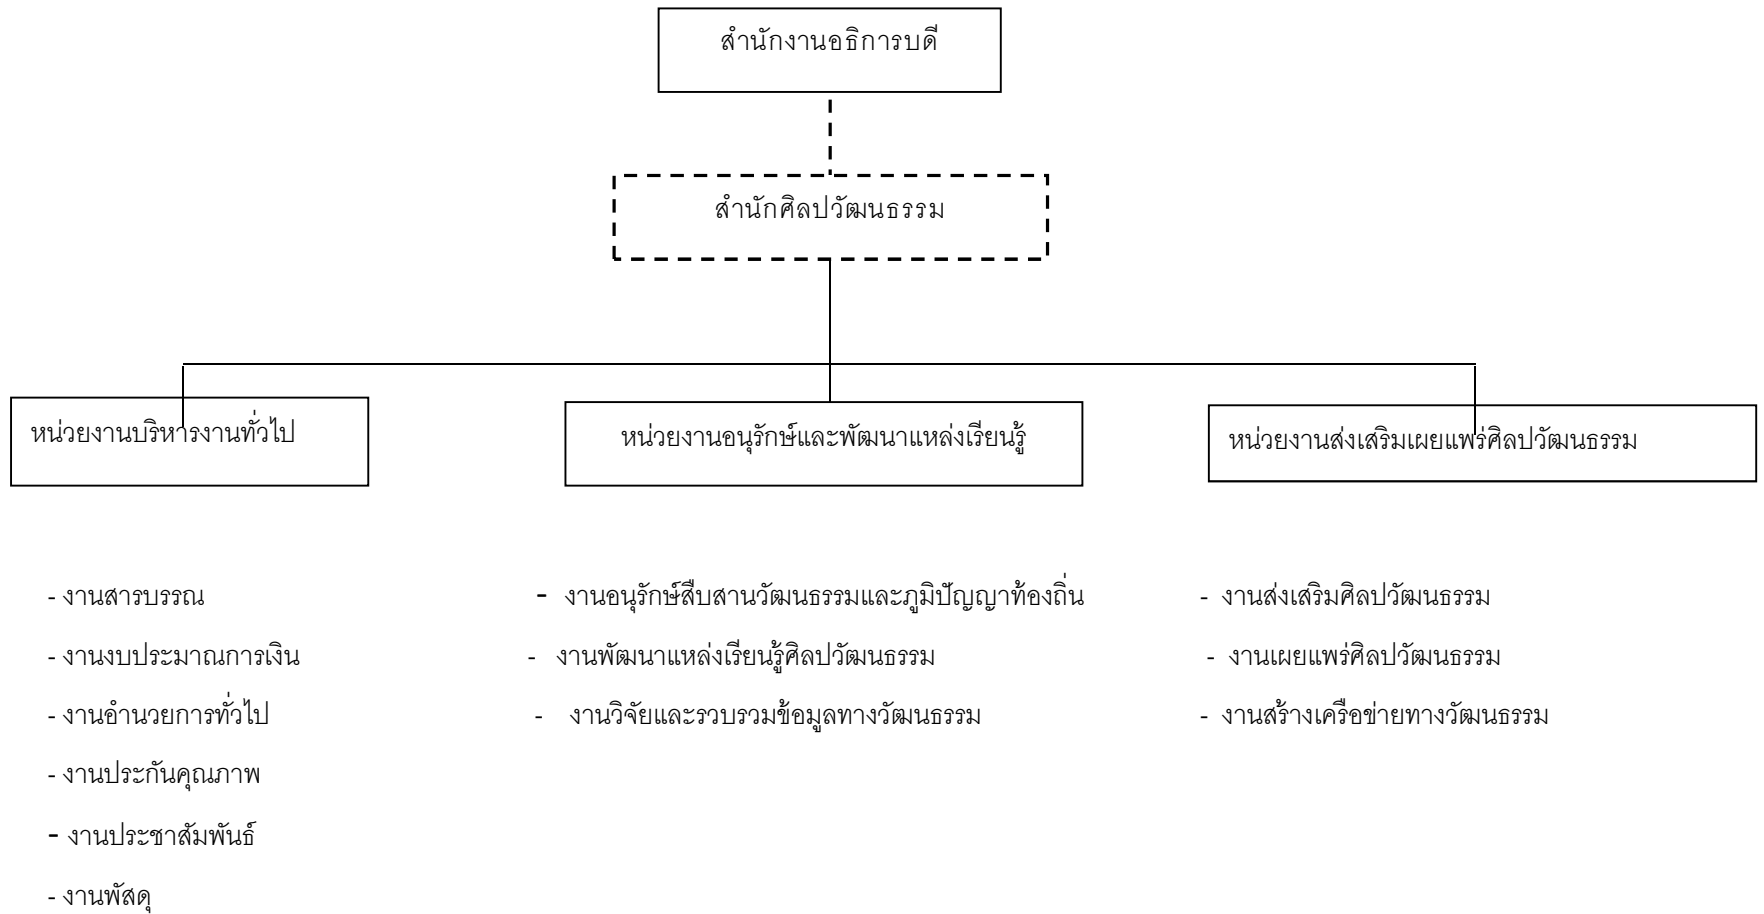 สำนักงานอธิการบดี
สำนักศิลปวัฒนธรรม
หน่วยงานบริหารงานทั่วไป
หน่วยงานอนุรักษ์และพัฒนาแหล่งเรียนรู้
หน่วยงานส่งเสริมเผยแพร่ศิลปวัฒนธรรม
- งานสารบรรณ
- งานงบประมาณการเงิน
- งานอำนวยการทั่วไป
- งานประกันคุณภาพ
- งานประชาสัมพันธ์
- งานพัสดุ
- งานอนุรักษ์สืบสานวัฒนธรรมและภูมิปัญญาท้องถิ่น
- งานพัฒนาแหล่งเรียนรู้ศิลปวัฒนธรรม
- งานวิจัยและรวบรวมข้อมูลทางวัฒนธรรม
- งานส่งเสริมศิลปวัฒนธรรม
- งานเผยแพร่ศิลปวัฒนธรรม
- งานสร้างเครือข่ายทางวัฒนธรรม